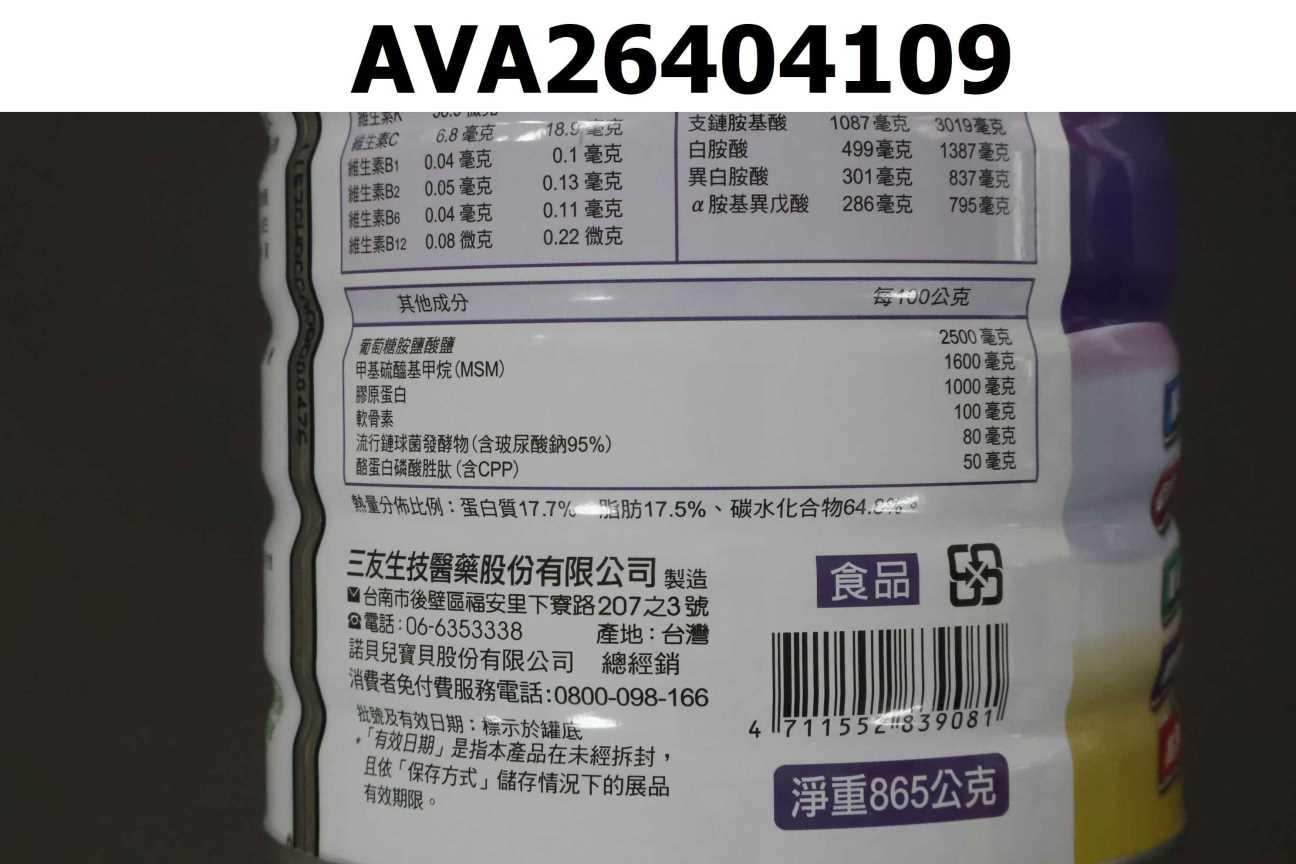 AVA26404109
維生素C 6.8 毫克 18.9 毫克
維生素B1 0.04 毫克 0.1 毫克
維生素B2 0.05 毫克 0.13 毫克
維生素B6 0.04 毫克 0.11 毫克
維生素B12 0.08 微克 0.22 微克
支鏈胺基酸 1087毫克 3019毫克
白胺酸 499毫克 1387毫克
異白胺酸 301毫克 837毫克
α胺基異戊酸 286毫克 795毫克
其他成分 每100公克
葡萄糖胺鹽酸鹽 2500 毫克
甲基硫醯基甲烷(MSM) 1600 毫克
膠原蛋白 1000 毫克
軟骨素 100 毫克
流行鏈球菌發酵物(含玻尿酸鈉95%) 80 毫克
酪蛋白磷酸胜肽(含CPP) 50 毫克
熱量分佈比例：蛋白質17.7% 脂肪17.5%、碳水化合物
三友生技醫藥股份有限公司 製造
台南市後壁區福安里下寮路207之3號
電話：06-6353338 產地：台灣
諾貝兒寶貝股份有限公司 總經銷
消費者免付費服務電話：0800-098-166
批號及有效日期：標示於罐底
•「有效日期」是指本產品在未經拆封，
且依「保存方式」儲存情況下的展品
有效期限。
食品
4 711552 839081
淨重865公克